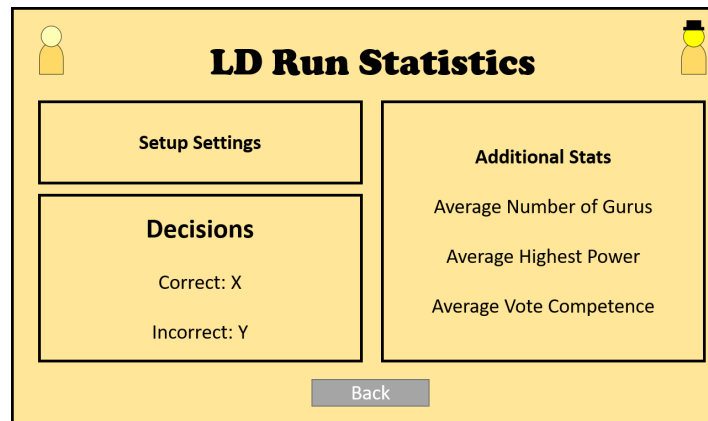 LD Run Statistics
Setup Settings
Decisions
Correct: X
Incorrect: Y
Additional Stats
Average Number of Gurus
Average Highest Power
Average Vote Competence
Back